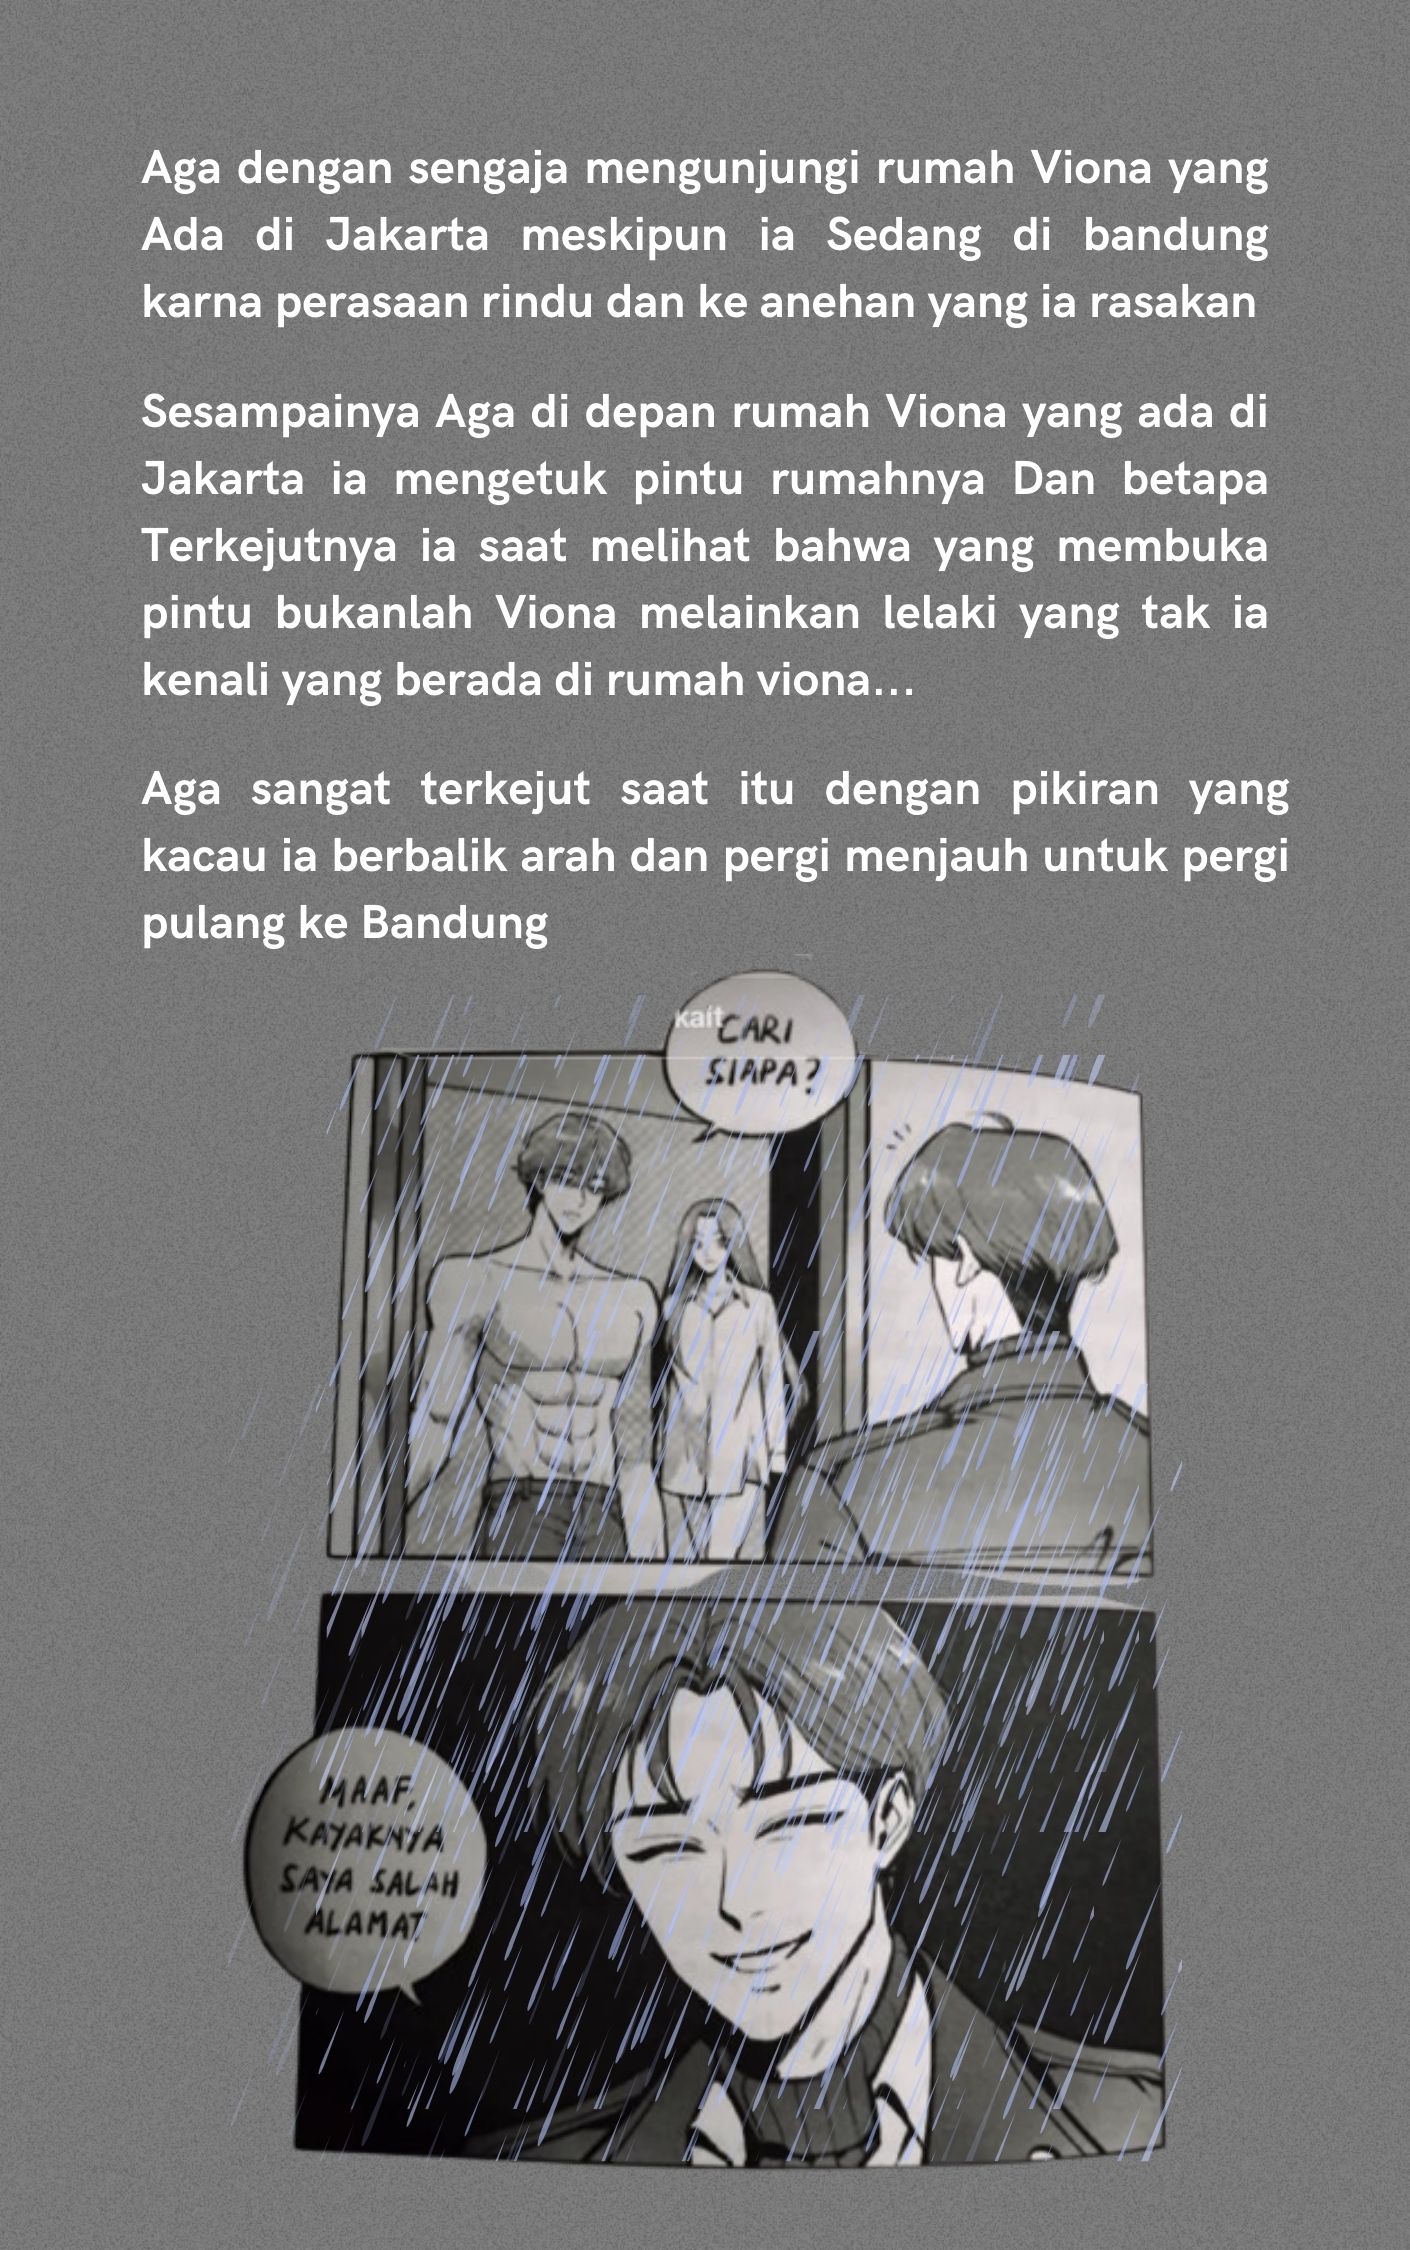 Aga dengan sengaja mengunjungi rumah Viona yang
Ada di Jakarta meskipun ia Sedang di bandung
karna perasaan rindu dan ke anehan yang ia rasakan
Sesampainya Aga di depan rumah Viona yang ada di
Jakarta ia mengetuk pintu rumahnya Dan betapa
Terkejutnya ia saat melihat bahwa yang membuka
pintu bukanlah Viona melainkan lelaki yang tak ia
kenali yang berada di rumah viona...
Aga sangat terkejut saat itu dengan pikiran yang
kacau ia berbalik arah dan pergi menjauh untuk pergi
pulang ke Bandung
kait
CARI
SIAPA?
MAAF,
KAYAKNYA
SAYA SALAH
ALAMAT